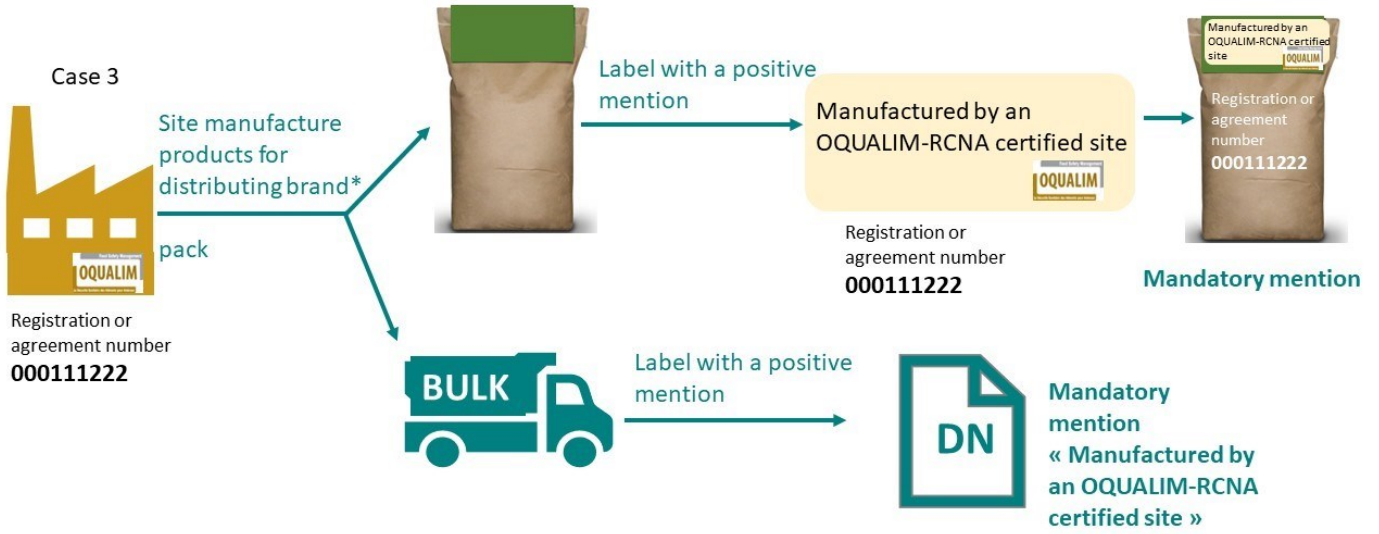 Case 3
Site manufacture
products for
distributing brand*
pack
OQUALIM
Registration or
agreement number
000111222
Label with a positive
mention
Manufactured by an
OQUALIM-RCNA certified site
OQUALIM
Registration or
agreement number
000111222
Manufactured by an
OQUALIM-RCNA certified
site
OQUALIM
Registration or
agreement
number
000111222
Mandatory mention
BULK
Label with a positive
mention
DN
Mandatory
mention
« Manufactured by
an OQUALIM-RCNA
certified site »